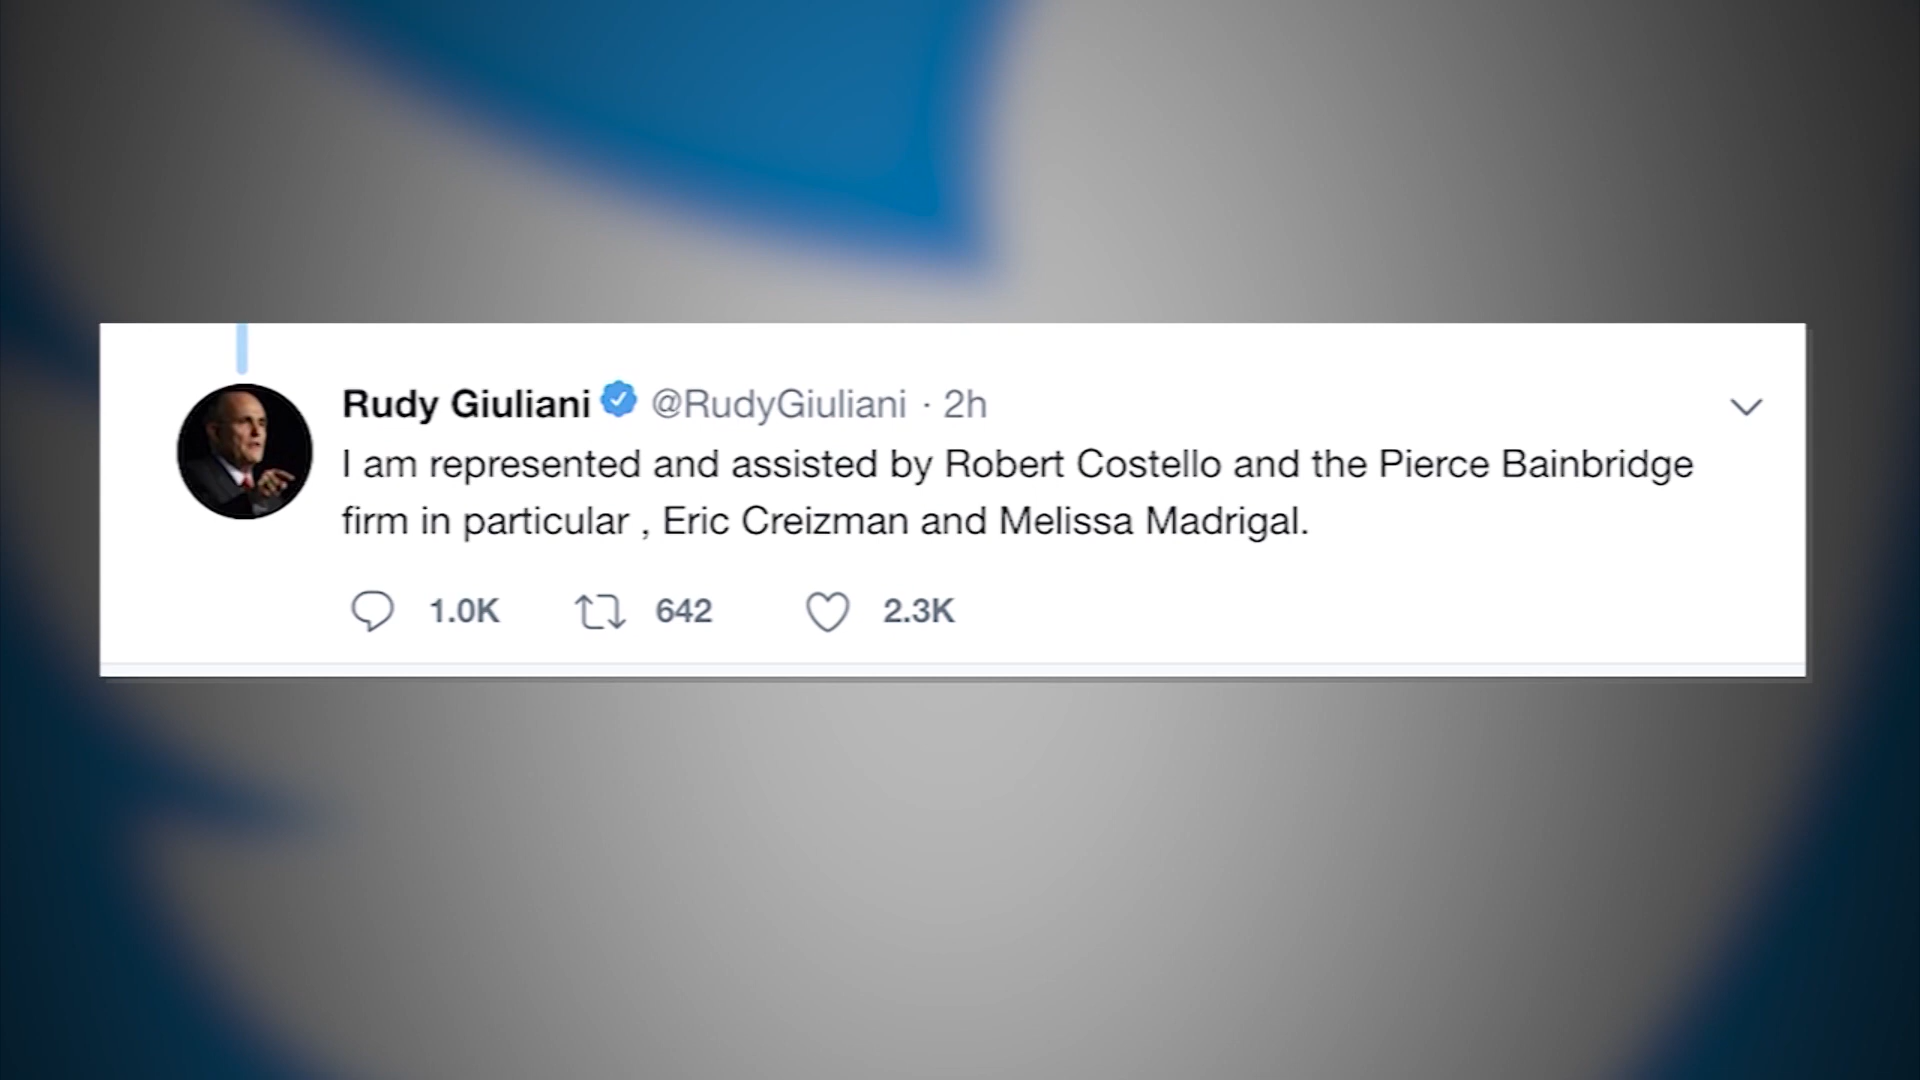 Rudy Giuliani @RudyGiuliani · 2h
I am represented and assisted by Robert Costello and the Pierce Bainbridge
firm in particular , Eric Creizman and Melissa Madrigal.
1.0K 642 2.3K